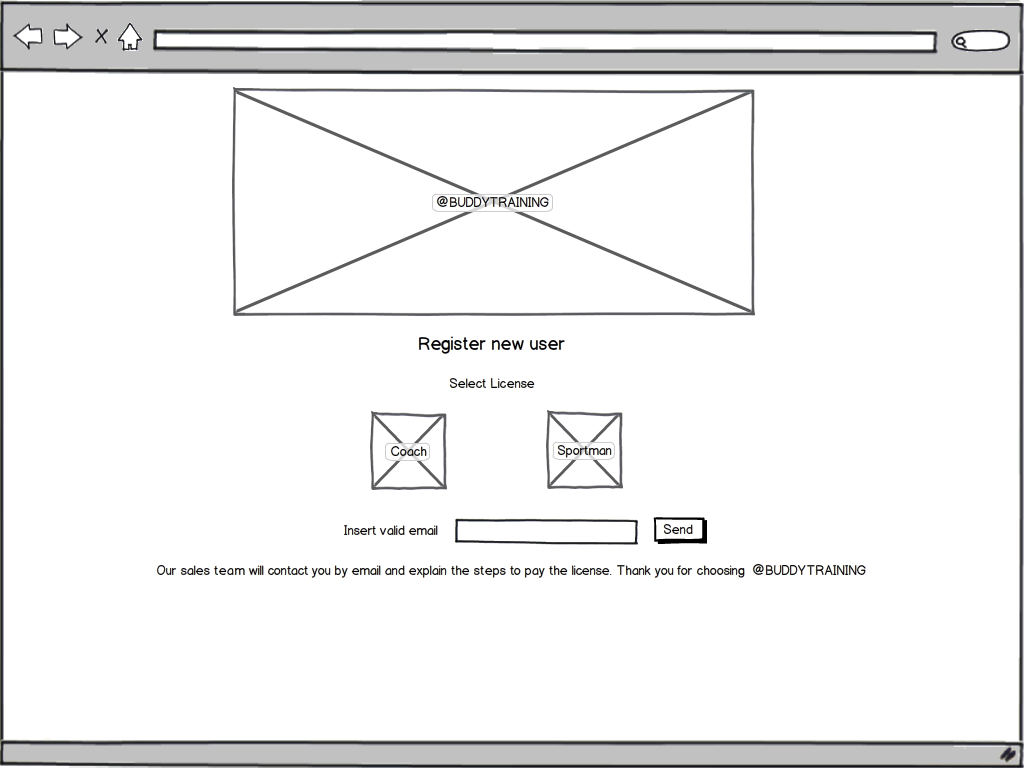 @BUDDYTRAINING
Register new user
Select License
Coach
Sportman
Insert valid email
Send
Our sales team will contact you by email and explain the steps to pay the license. Thank you for choosing @BUDDYTRAINING